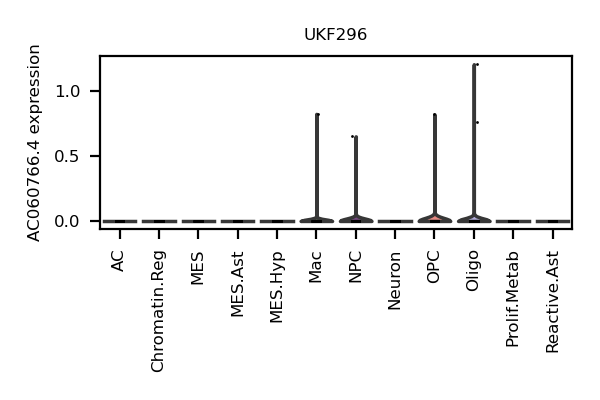 UKF296
AC060766.4 expression
1.0
0.5
0.0
AC
Chromatin.Reg
MES
MES.Ast
MES.Hyp
Mac
NPC
Neuron
OPC
Oligo
Prolif.Metab
Reactive.Ast